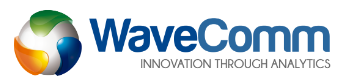 WaveComm
INNOVATION THROUGH ANALYTICS